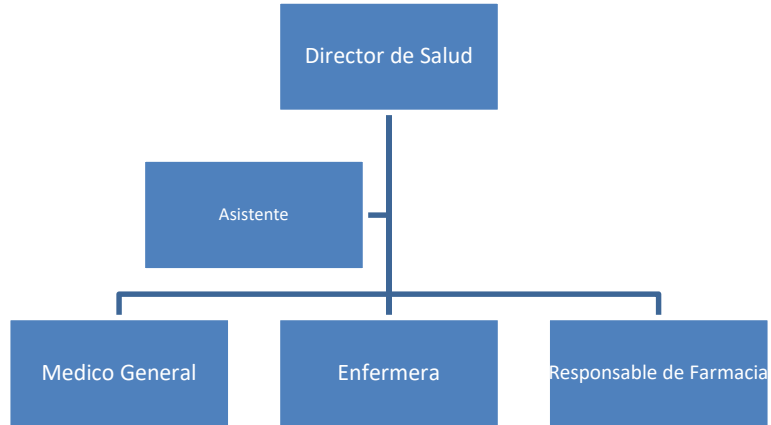 Director de Salud
Asistente
Medico General
Enfermera
Responsable de Farmacia